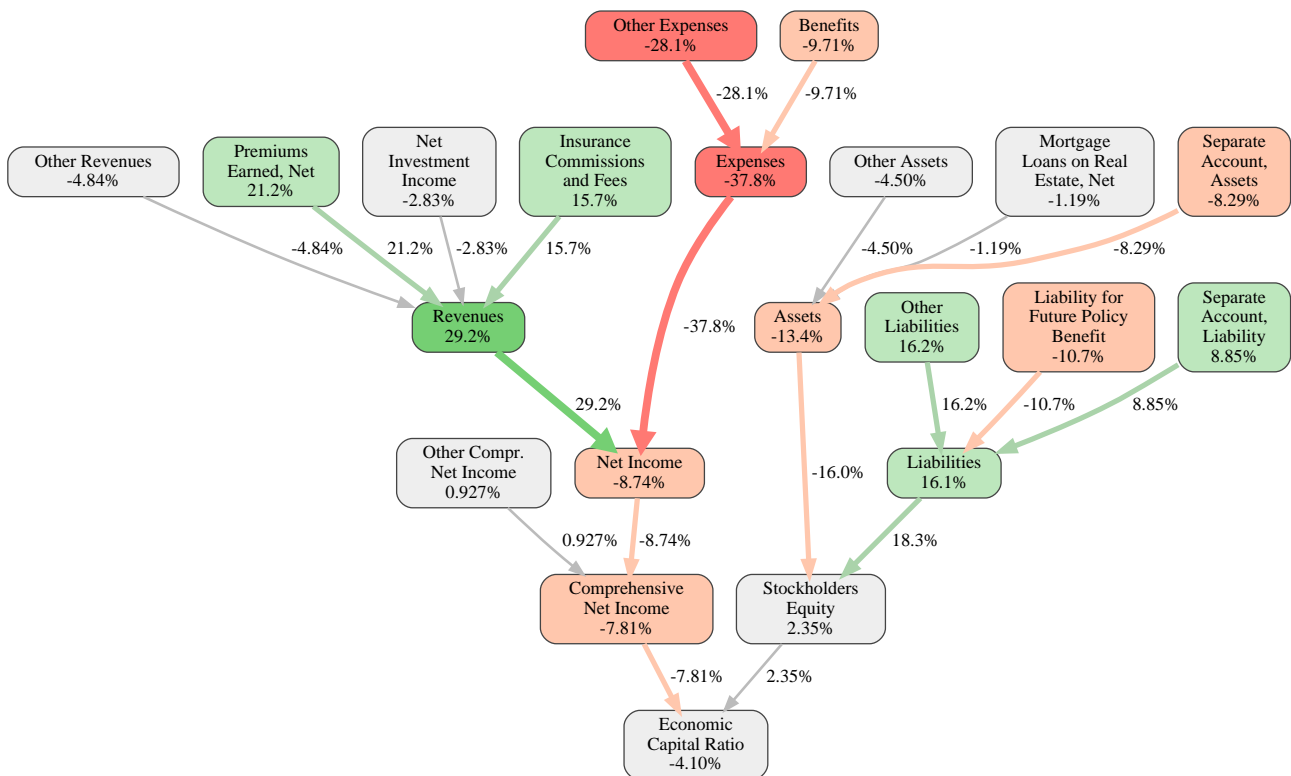 Other Expenses
-28.1%
Benefits
-9.71%
-28.1%
-9.71%
Other Revenues
-4.84%
Premiums
Earned, Net
21.2%
Net
Investment
Income
-2.83%
Insurance
Commissions
and Fees
15.7%
Expenses
-37.8%
Other Assets
-4.50%
Mortgage
Loans on Real
Estate, Net
-1.19%
Separate
Account,
Assets
-8.29%
-4.84%
21.2%
-2.83%
15.7%
-4.50%
-1.19%
-8.29%
Revenues
29.2%
-37.8%
Assets
-13.4%
Other
Liabilities
16.2%
Liability for
Future Policy
Benefit
-10.7%
Separate
Account,
Liability
8.85%
29.2%
16.2%
-10.7%
8.85%
Other Compr.
Net Income
0.927%
Net Income
-8.74%
-16.0%
Liabilities
16.1%
0.927%
-8.74%
18.3%
Comprehensive
Net Income
-7.81%
Stockholders
Equity
2.35%
-7.81%
2.35%
Economic
Capital Ratio
-4.10%